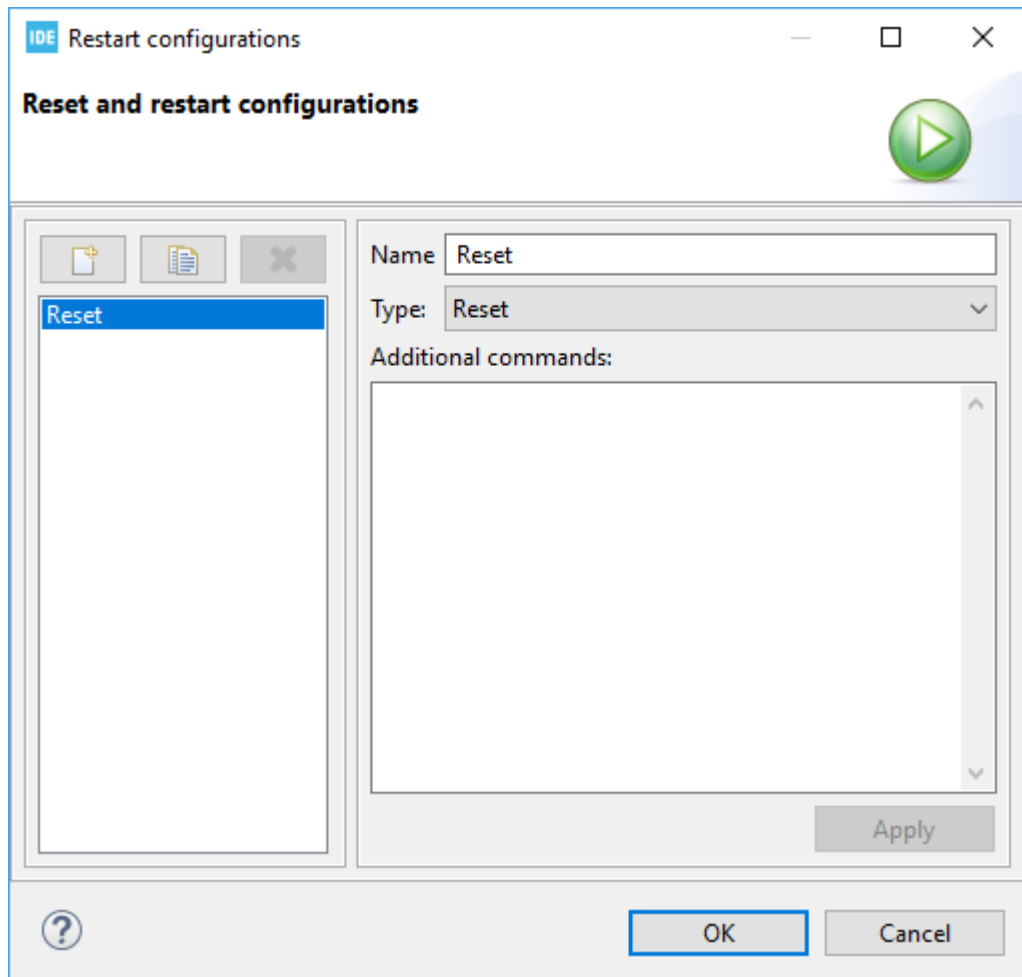 IDE Restart configurations
Reset and restart configurations
Reset
Name Reset
Type: Reset
Additional commands:
Apply
?
OK Cancel